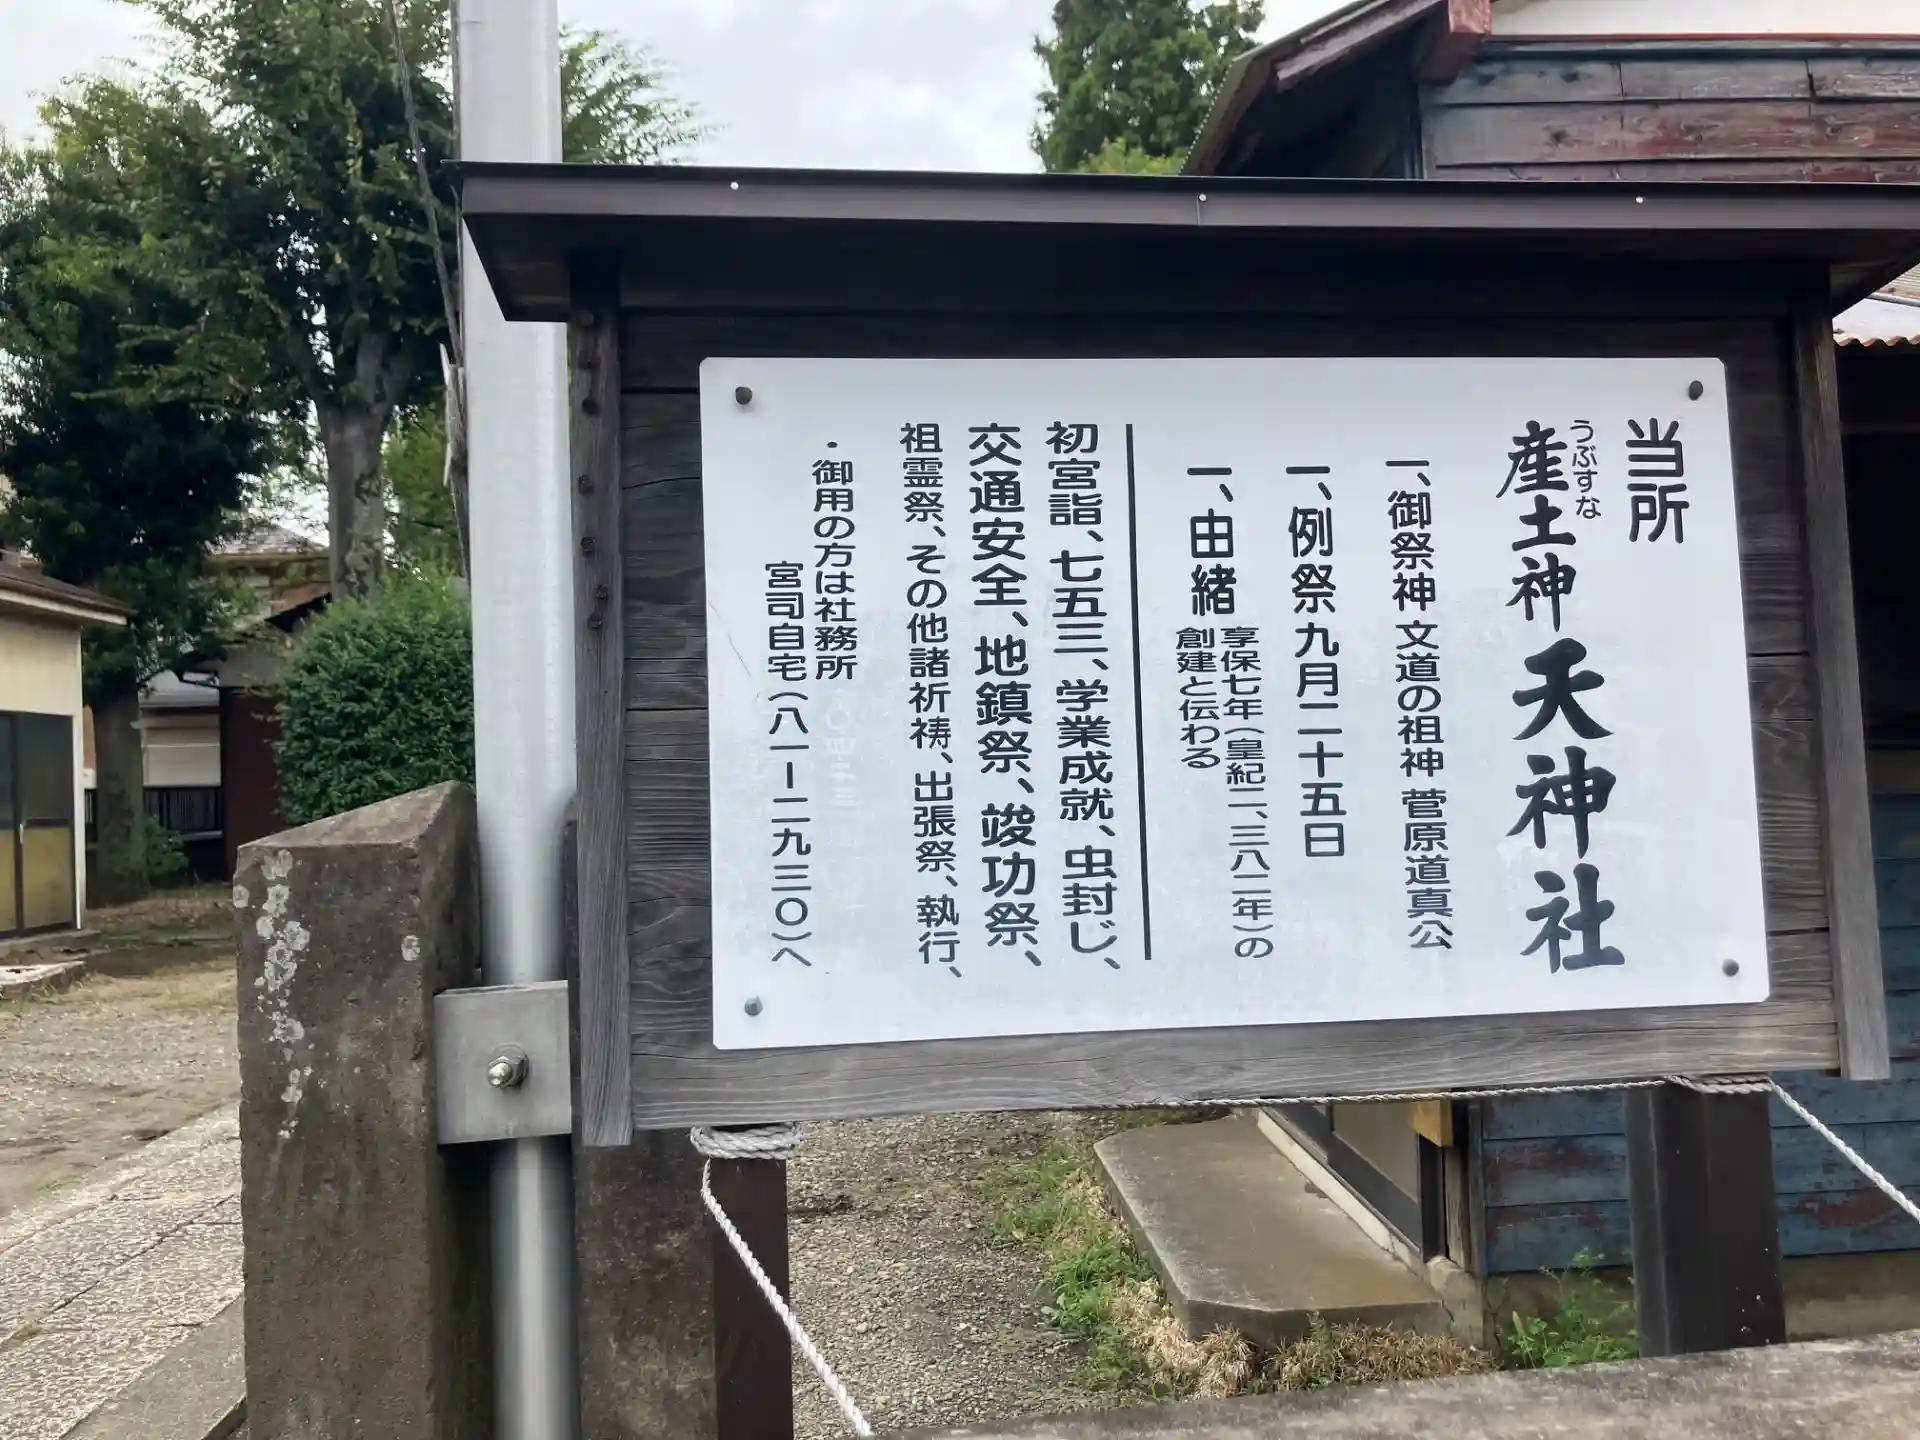 当所
産土神 天神社
うぶすな
一、御祭神 文道の祖神 菅原道真公
一、例祭九月二十五日
一、由緒 享保七年(皇紀二、三八二年)の
創建と伝わる
初宮詣、七五三、学業成就、虫封じ、
交通安全、地鎮祭、竣功祭、
祖霊祭、その他諸祈祷、出張祭、執行、
・御用の方は社務所
宮司自宅(八一ー二九三〇)へ